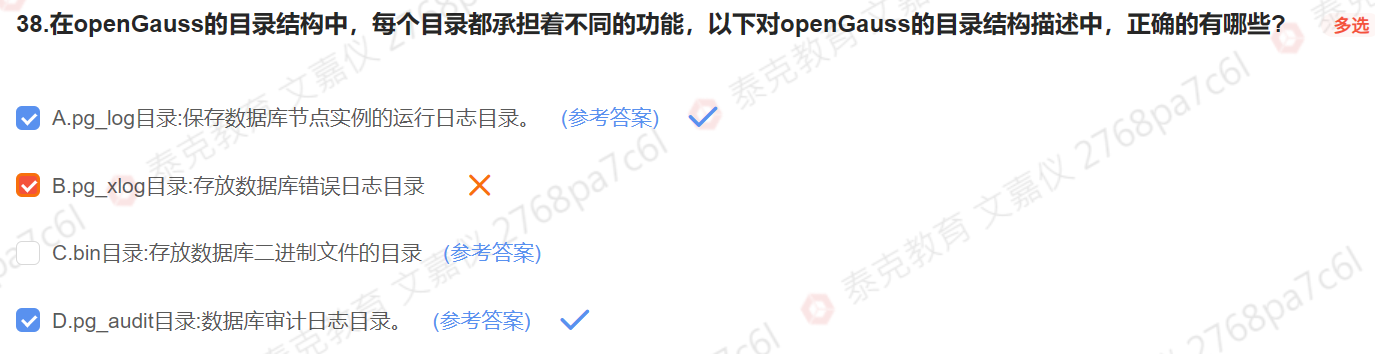 38.在openGauss的目录结构中，每个目录都承担着不同的功能，以下对openGauss的目录结构描述中，正确的有哪些？ 多选
A.pg_log目录:保存数据库节点实例的运行日志目录。 (参考答案)
B.pg_xlog目录:存放数据库错误日志目录
C.bin目录:存放数据库二进制文件的目录 (参考答案)
D.pg_audit目录:数据库审计日志目录。 (参考答案)
泰克教育 文嘉仪 2768pa7c6l